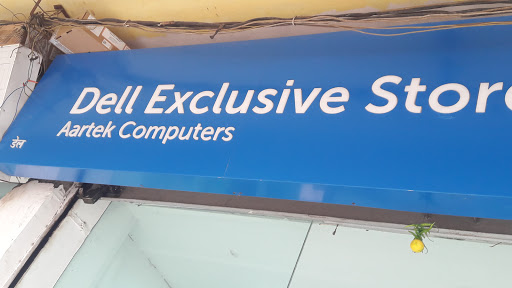 Dell Exclusive Store
Aartek Computers
डेल